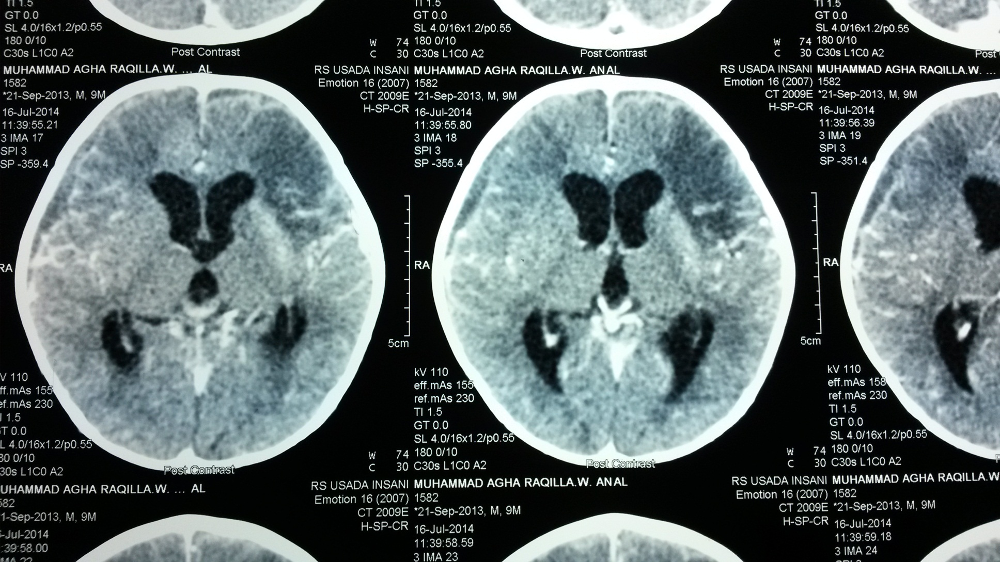 TI 1.5
GT 0.0
SL 4.0/16x1.2/p0.55
180 0/10
C30s L1C0 A2
Post Contrast
TI 1.5
GT 0.0
SL 4.0/16x1.2/p0.55
W 74 180 0/10
C 30 C30s L1C0 A2
Post Contrast
TI 1.5
GT 0.0
SL 4.0/16x1.2/p0.55
W 74 180 0/10
C 30 C30s L1C0 A2
Post
MUHAMMAD AGHA RAQILLA.W. ... AL
1582
*21-Sep-2013, M, 9M
16-Jul-2014
11:39:55.21
3 IMA 17
SPI 3
SP -359.4
RA
V 110
ff.mAs 155
ef.mAs 230
I 1.5
GT 0.0
L 4.0/16x1.2/p0.55
80 0/10
30s L1C0 A2
Post Contrast
RS USADA INSANI MUHAMMAD AGHA RAQILLA.W. ANAL
Emotion 16 (2007) 1582
CT 2009E *21-Sep-2013, M, 9M
H-SP-CR
16-Jul-2014
11:39:55.80
3 IMA 18
SPI 3
SP -355.4
RA
5cm
kV 110
eff.mAs 155
ref.mAs 230
TI 1.5
GT 0.0
SL 4.0/16x1.2/p0.55
W 74 180 0/10
C 30 C30s L1C0 A2
Post Contrast
RS USADA INSANI MUHAMMAD AGHA RAQILLA.W. ...
Emotion 16 (2007) 1582
CT 2009E *21-Sep-2013, M, 9M
H-SP-CR
16-Jul-2014
11:39:56.39
3 IMA 19
SPI 3
SP -351.4
RA
5cm
kV 110
eff.mAs 158
ref.mAs 230
TI 1.5
GT 0.0
SL 4.0/16x1.2/p0.55
W 74 180 0/10
C 30 C30s L1C0 A2
UHAMMAD AGHA RAQILLA.W. ... AL
582
1-Sep-2013, M, 9M
-Jul-2014
:39:58.00
RS USADA INSANI MUHAMMAD AGHA RAQILLA.W. ANAL
Emotion 16 (2007) 1582
CT 2009E *21-Sep-2013, M, 9M
H-SP-CR
16-Jul-2014
11:39:58.59
3 IMA 23
RS USADA INSANI MUHAMMAD AGHA RAQILLA.W
Emotion 16 (2007) 1582
CT 2009E *21-Sep-2013, M, 9M
H-SP-CR
16-Jul-2014
11:39:59.18
3 IMA 24